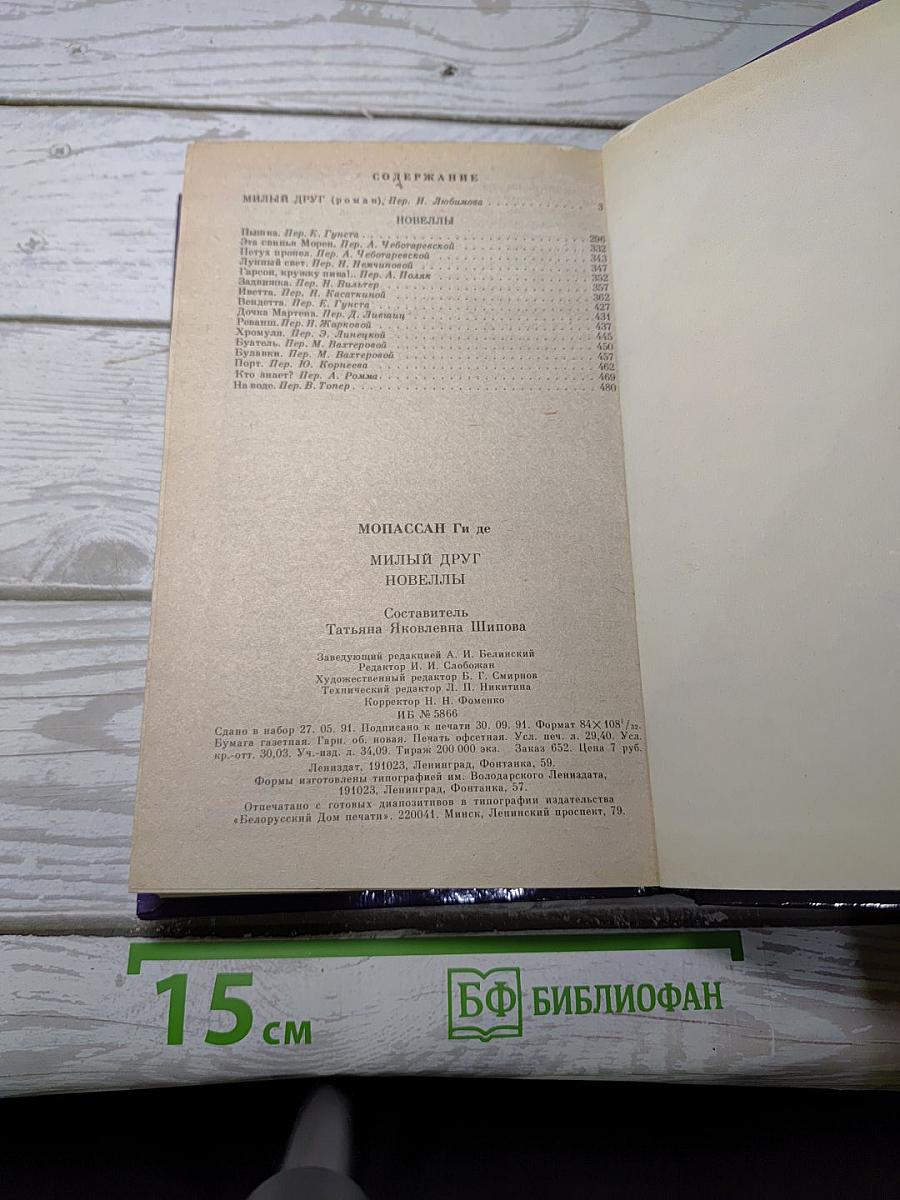 СОДЕРЖАНИЕ
МИЛЫЙ ДРУГ (роман), Пер. Н. Любимова . . . . . . . . . . 3
НОВЕЛЛЫ
Пышка. Пер. К. Гунста . . . . . . . . . . 296
Эта свинья Морен. Пер. А. Чеботаревской . . . . . . . . . . 332
Петух пропел. Пер. А. Чеботаревской . . . . . . . . . . 343
Лунный свет. Пер. Н. Немчиновой . . . . . . . . . . 347
Гарсон, кружку пива!.. Пер. А. Поляк . . . . . . . . . . 352
Задвижка. Пер. Н. Вильтер . . . . . . . . . . 357
Иветта. Пер. Н. Касаткиной . . . . . . . . . . 362
Вендетта. Пер. Е. Гунста . . . . . . . . . . 427
Дочка Мартена. Пер. Д. Лившиц . . . . . . . . . . 431
Реванш. Пер. Н. Жарковой . . . . . . . . . . 437
Хромуля. Пер. Э. Линецкой . . . . . . . . . . 445
Буатель. Пер. М. Вахтеровой . . . . . . . . . . 450
Булавки. Пер. М. Вахтеровой . . . . . . . . . . 457
Порт. Пер. Ю. Корнеева . . . . . . . . . . 462
Кто знает? Пер. А. Ромма . . . . . . . . . . 469
На воде. Пер. В. Топер . . . . . . . . . . 480
МОПАССАН Ги де
МИЛЫЙ ДРУГ
НОВЕЛЛЫ
Составитель
Татьяна Яковлевна Шипова
Заведующий редакцией А. И. Белинский
Редактор И. И. Слобожан
Художественный редактор Б. Г. Смирнов
Технический редактор Л. П. Никитина
Корректор Н. Н. Фоменко
ИБ № 5866
Сдано в набор 27. 05. 91. Подписано к печати 30. 09. 91. Формат 84×108¹/₃₂.
Бумага газетная. Гарн. об. новая. Печать офсетная. Усл. печ. л. 29,40. Усл.
кр.-отт. 30,03. Уч.-изд. л. 34,09. Тираж 200 000 экз. Заказ 652. Цена 7 руб.
Лениздат, 191023, Ленинград, Фонтанка, 59.
Формы изготовлены типографией им. Володарского Лениздата,
191023, Ленинград, Фонтанка, 57.
Отпечатано с готовых диапозитивов в типографии издательства
«Белорусский Дом печати». 220041. Минск, Ленинский проспект, 79.
15 см
БФ БИБЛИОФАН